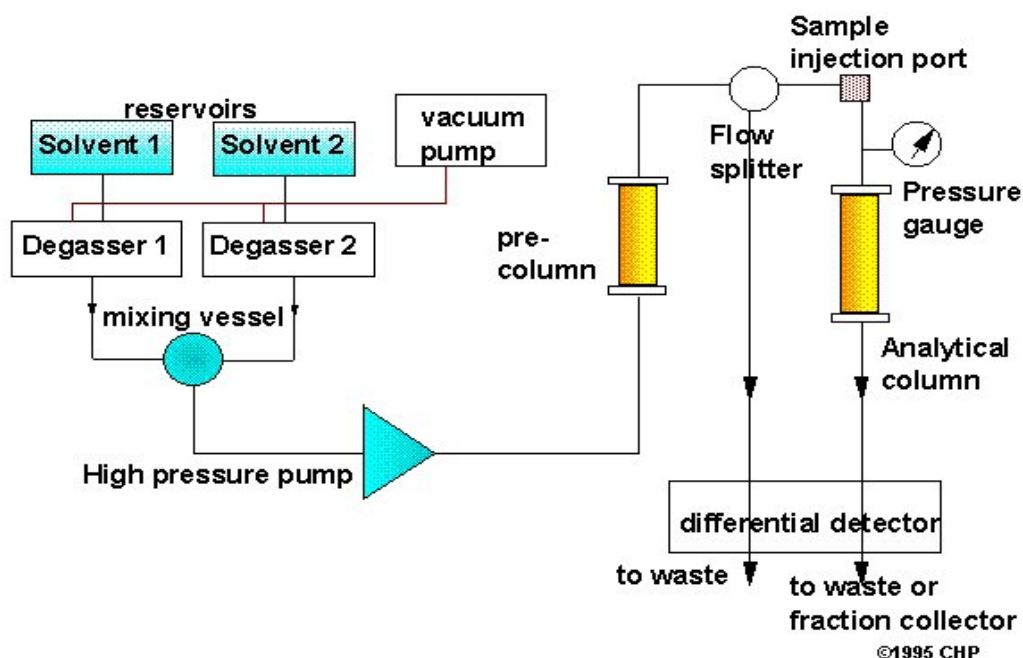 Sample
injection port
reservoirs
Solvent 1
Solvent 2
vacuum
pump
Flow
splitter
Pressure
gauge
Degasser 1
Degasser 2
pre-
column
mixing vessel
Analytical
column
High pressure pump
differential detector
to waste
to waste or
fraction collector
©1995 CHP